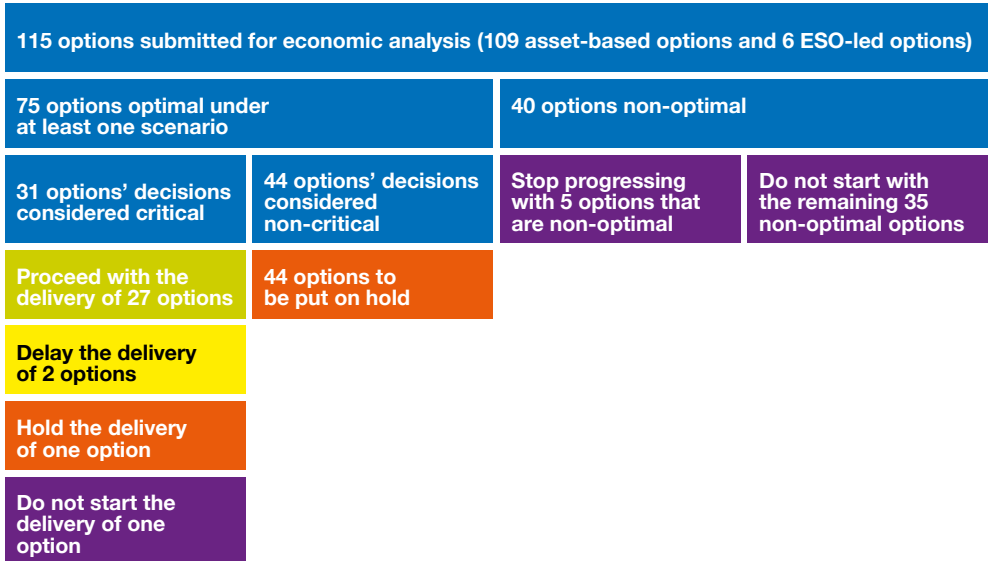 115 options submitted for economic analysis (109 asset-based options and 6 ESO-led options)
75 options optimal under
at least one scenario
40 options non-optimal
31 options’ decisions
considered critical
44 options’ decisions
considered
non-critical
Stop progressing
with 5 options that
are non-optimal
Do not start with
the remaining 35
non-optimal options
Proceed with the
delivery of 27 options
44 options to
be put on hold
Delay the delivery
of 2 options
Hold the delivery
of one option
Do not start the
delivery of one
option